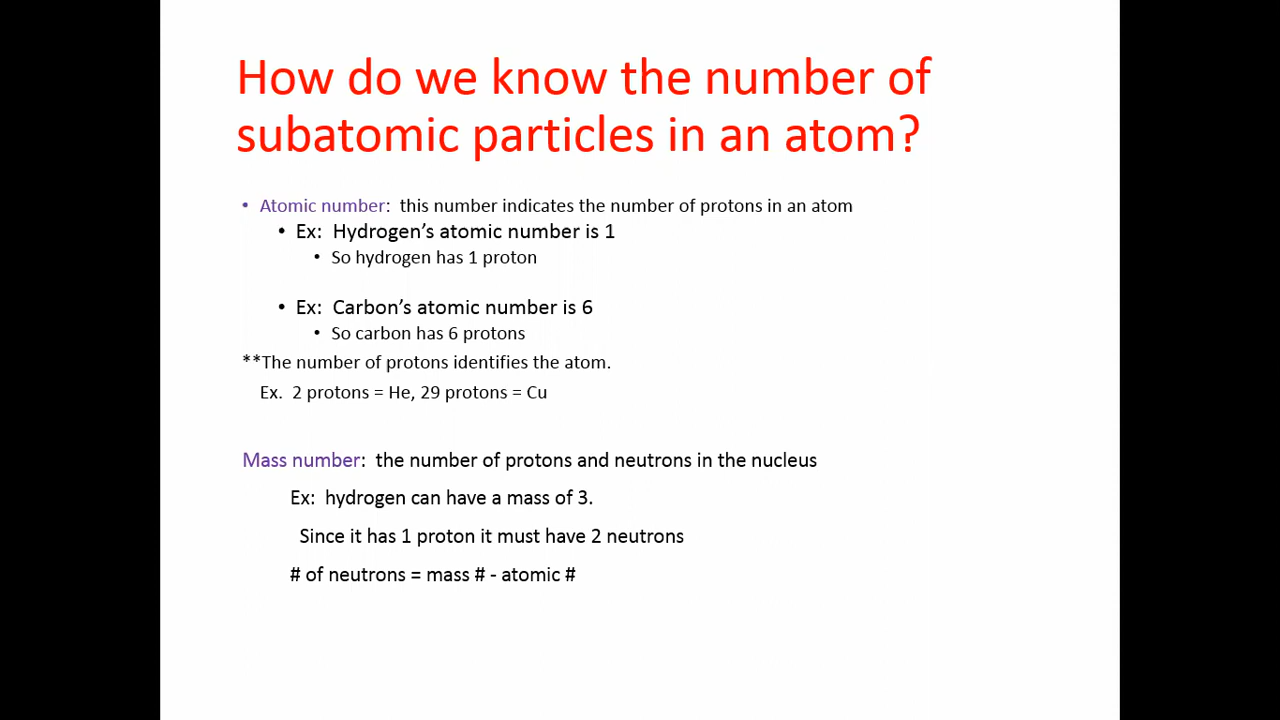 How do we know the number of
subatomic particles in an atom?
• Atomic number:  this number indicates the number of protons in an atom
• Ex:  Hydrogen’s atomic number is 1
• So hydrogen has 1 proton
• Ex:  Carbon’s atomic number is 6
• So carbon has 6 protons
**The number of protons identifies the atom.
Ex.  2 protons = He, 29 protons = Cu
Mass number:  the number of protons and neutrons in the nucleus
Ex:  hydrogen can have a mass of 3.
Since it has 1 proton it must have 2 neutrons
# of neutrons = mass # - atomic #